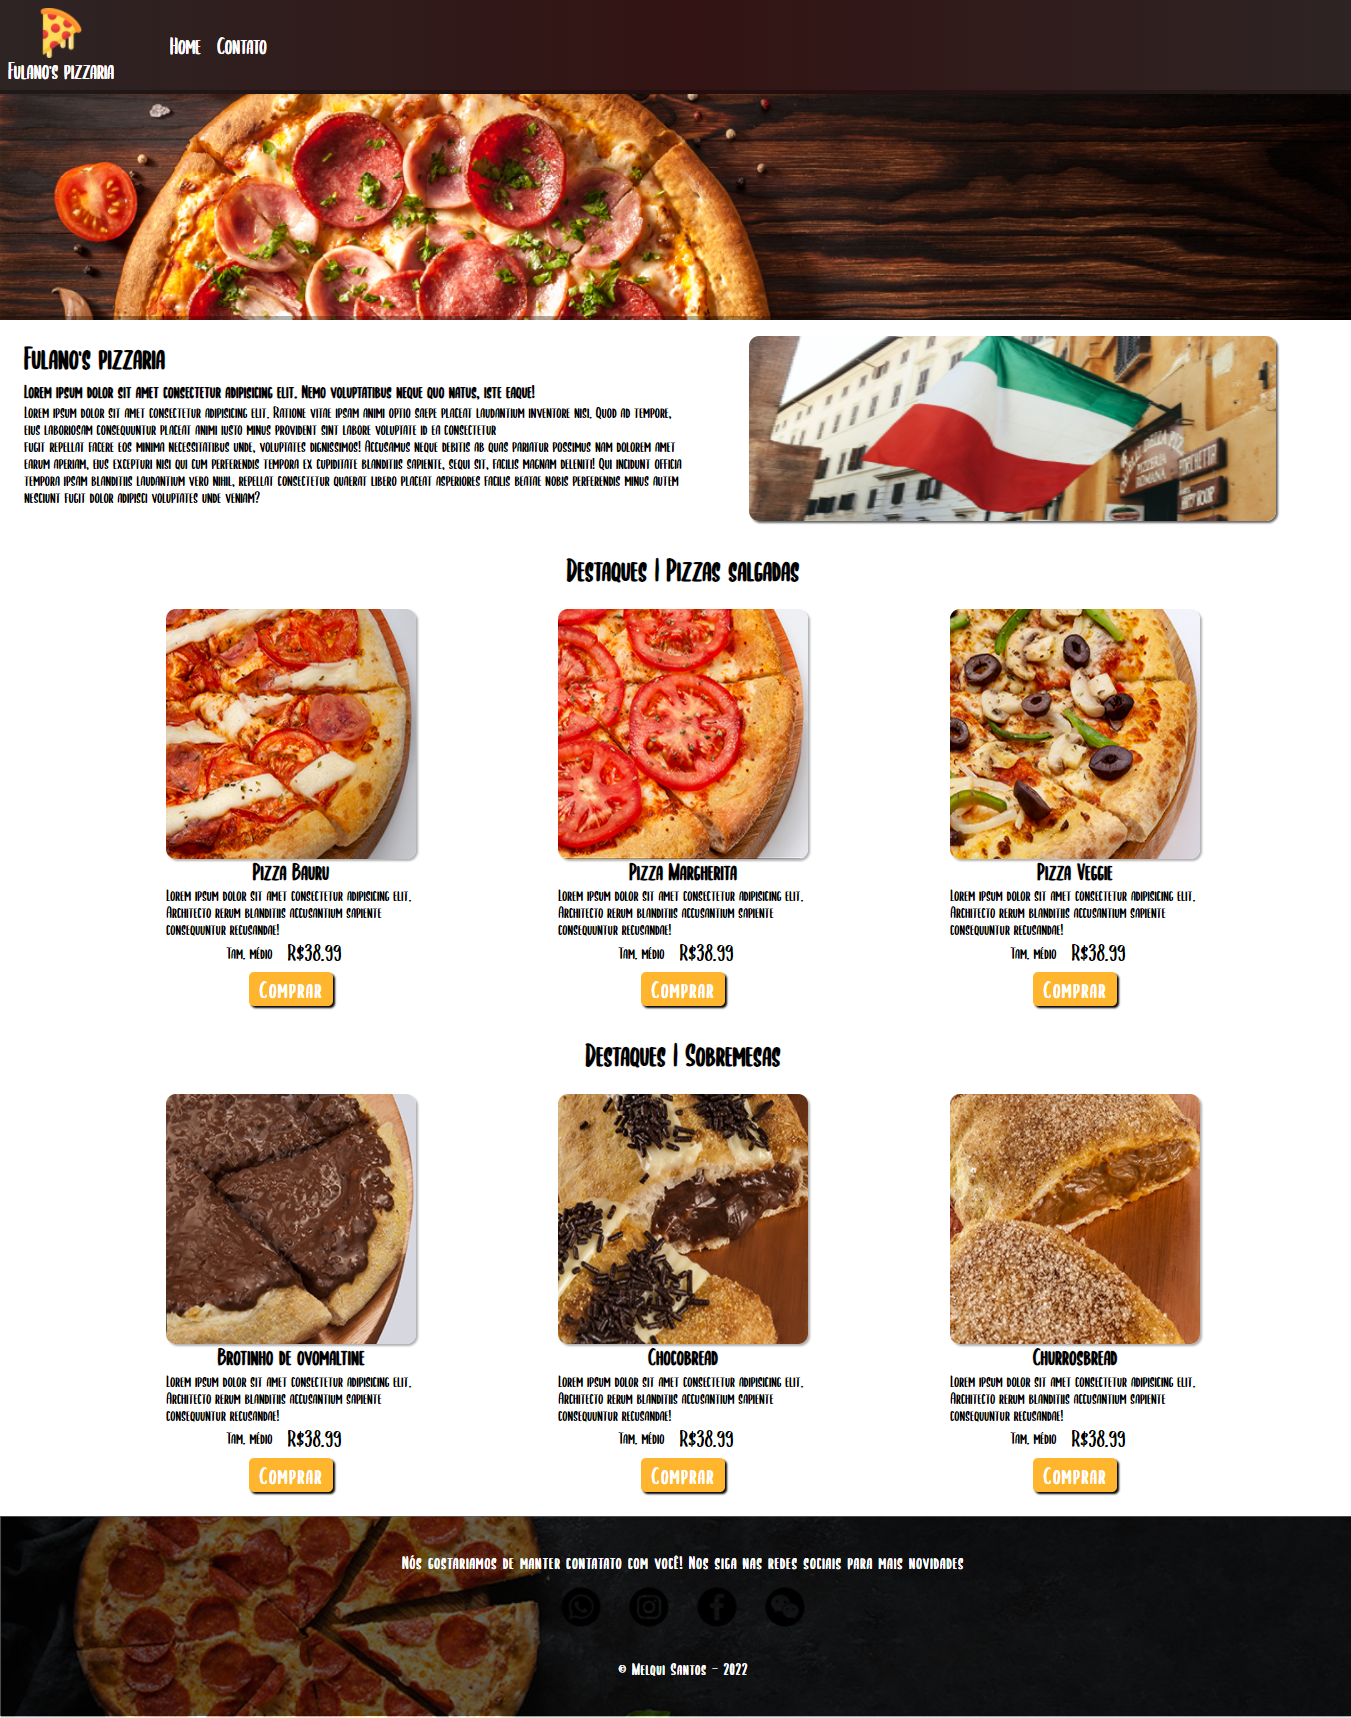 Fulano's pizzaria
Home Contato
Fulano's pizzaria
Lorem ipsum dolor sit amet consectetur adipisicing elit. Nemo voluptatibus neque quo natus, iste eaque!
Lorem ipsum dolor sit amet consectetur adipisicing elit. Ratione vitae ipsam animi optio saepe placeat laudantium inventore nisi. Quod ad tempore,
eius laboriosam consequuntur placeat animi iusto minus provident sint labore voluptate id ea consectetur
fugit repellat facere eos minima necessitatibus unde, voluptates dignissimos! Accusamus neque debitis ab quas pariatur possimus nam dolorem amet
earum aperiam, eius excepturi nisi qui cum perferendis tempora ex cupiditate blanditiis sapiente, sequi sit, facilis magnam deleniti! Qui incidunt officia
tempora ipsam blanditiis laudantium vero nihil, repellat consectetur quaerat libero placeat asperiores facilis beatae nobis perferendis minus autem
nesciunt fugit dolor adipisci voluptates unde veniam?
PIZZERIA
ROMANA
PORCHETTA
HAPPY HOUR
Destaques | Pizzas salgadas
Pizza Bauru
Lorem ipsum dolor sit amet consectetur adipisicing elit.
Architecto rerum blanditiis accusantium sapiente
consequuntur recusandae!
Tam. médio R$38.99
Comprar
Pizza Margherita
Lorem ipsum dolor sit amet consectetur adipisicing elit.
Architecto rerum blanditiis accusantium sapiente
consequuntur recusandae!
Tam. médio R$38.99
Comprar
Pizza Veggie
Lorem ipsum dolor sit amet consectetur adipisicing elit.
Architecto rerum blanditiis accusantium sapiente
consequuntur recusandae!
Tam. médio R$38.99
Comprar
Destaques | Sobremesas
Brotinho de ovomaltine
Lorem ipsum dolor sit amet consectetur adipisicing elit.
Architecto rerum blanditiis accusantium sapiente
consequuntur recusandae!
Tam. médio R$38.99
Comprar
Chocobread
Lorem ipsum dolor sit amet consectetur adipisicing elit.
Architecto rerum blanditiis accusantium sapiente
consequuntur recusandae!
Tam. médio R$38.99
Comprar
Churrosbread
Lorem ipsum dolor sit amet consectetur adipisicing elit.
Architecto rerum blanditiis accusantium sapiente
consequuntur recusandae!
Tam. médio R$38.99
Comprar
Nós gostariamos de manter contatato com você! Nos siga nas redes sociais para mais novidades
© Melqui Santos - 2022